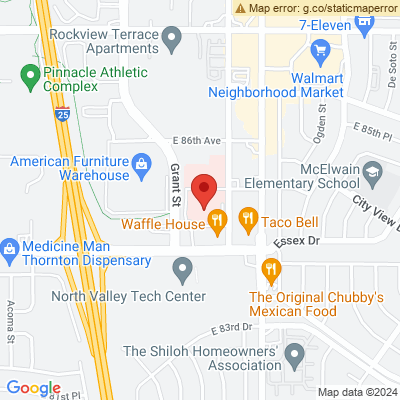 Map error: g.co/staticmaperror
Rockview Terrace
Apartments
7-Eleven
De Soto St
Pinnacle Athletic
Complex
Walmart
Neighborhood Market
25
Ogden St
E 85th Pl
E 86th Ave
American Furniture
Warehouse
Grant St
McElwain
Elementary School
City View D
Waffle House
Taco Bell
Essex Dr
Medicine Man
Thornton Dispensary
North Valley Tech Center
The Original Chubby's
Mexican Food
Acoma St
E 83rd Dr
The Shiloh Homeowners'
Association
Google
81st Pl
Map data ©2024